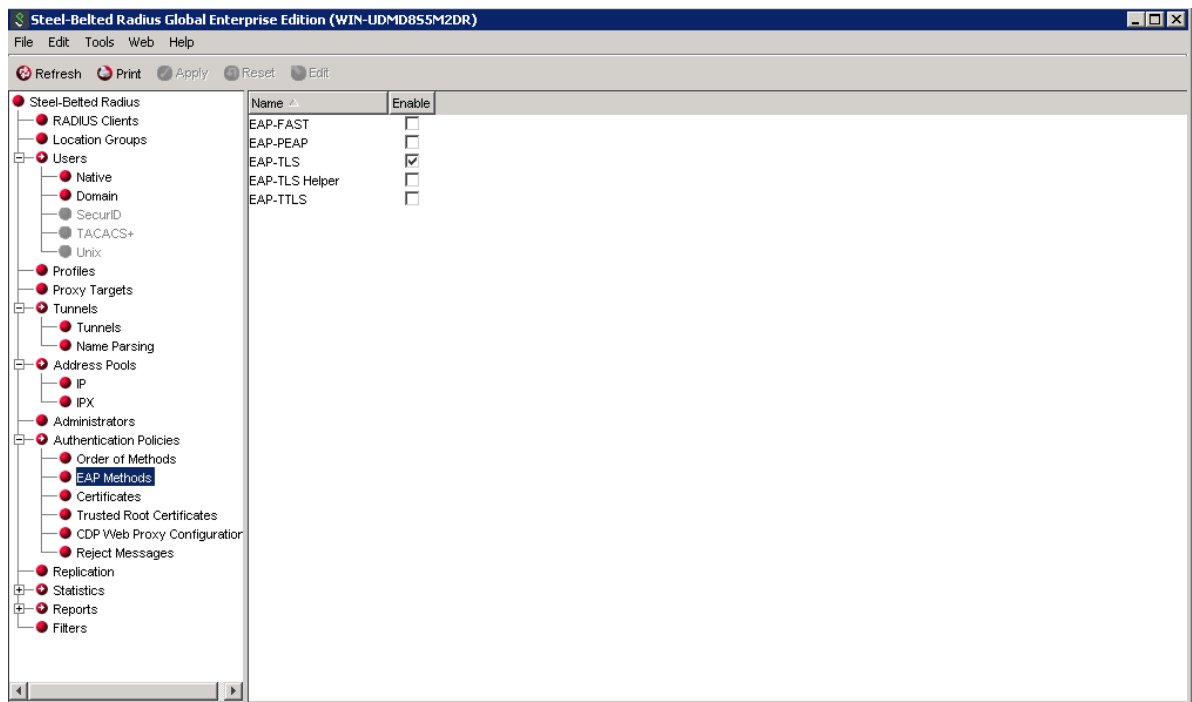 Steel-Belted Radius Global Enterprise Edition (WIN-UDMD8S5M2DR)
File Edit Tools Web Help
Refresh Print Apply Reset Edit
Steel-Belted Radius
RADIUS Clients
Location Groups
Users
Native
Domain
SecurID
TACACS+
Unix
Profiles
Proxy Targets
Tunnels
Tunnels
Name Parsing
Address Pools
IP
IPX
Administrators
Authentication Policies
Order of Methods
EAP Methods
Certificates
Trusted Root Certificates
CDP Web Proxy Configuration
Reject Messages
Replication
Statistics
Reports
Filters
Name Enable
EAP-FAST
EAP-PEAP
EAP-TLS
EAP-TLS Helper
EAP-TTLS